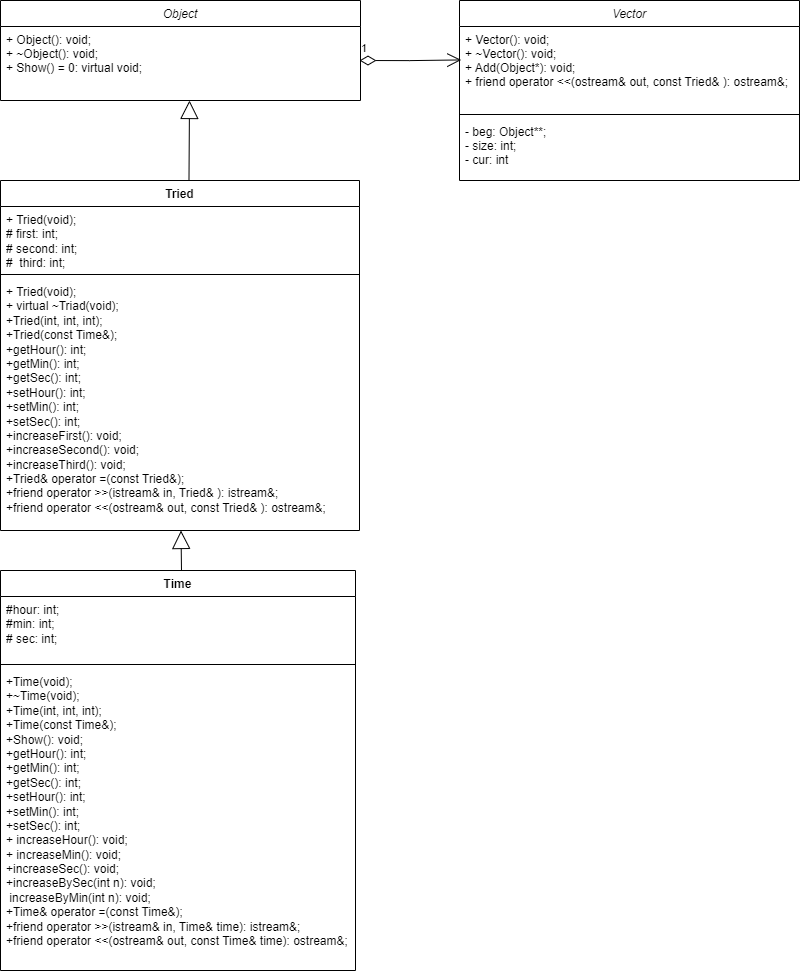 Object
+ Object(): void;
+ ~Object(): void;
+ Show() = 0: virtual void;
1
Vector
+ Vector(): void;
+ ~Vector(): void;
+ Add(Object*): void;
+ friend operator <<(ostream& out, const Tried& ): ostream&;
- beg: Object**;
- size: int;
- cur: int
Tried
+ Tried(void);
# first: int;
# second: int;
#  third: int;
+ Tried(void);
+ virtual ~Triad(void);
+Tried(int, int, int);
+Tried(const Time&);
+getHour(): int;
+getMin(): int;
+getSec(): int;
+setHour(): int;
+setMin(): int;
+setSec(): int;
+increaseFirst(): void;
+increaseSecond(): void;
+increaseThird(): void;
+Tried& operator =(const Tried&);
+friend operator >>(istream& in, Tried& ): istream&;
+friend operator <<(ostream& out, const Tried& ): ostream&;
Time
#hour: int;
#min: int;
# sec: int;
+Time(void);
+~Time(void);
+Time(int, int, int);
+Time(const Time&);
+Show(): void;
+getHour(): int;
+getMin(): int;
+getSec(): int;
+setHour(): int;
+setMin(): int;
+setSec(): int;
+ increaseHour(): void;
+ increaseMin(): void;
+increaseSec(): void;
+increaseBySec(int n): void;
increaseByMin(int n): void;
+Time& operator =(const Time&);
+friend operator >>(istream& in, Time& time): istream&;
+friend operator <<(ostream& out, const Time& time): ostream&;